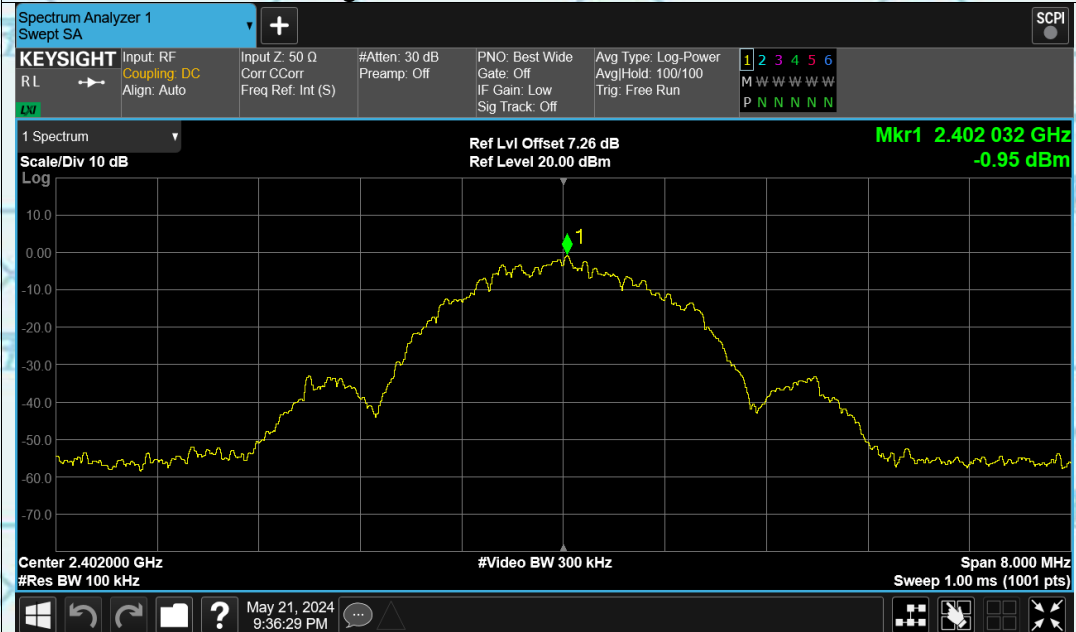 Spectrum Analyzer 1
Swept SA
+
SCPI
KEYSIGHT
R L
LXI
Input: RF
Coupling: DC
Align: Auto
Input Z: 50 Ω
Corr CCorr
Freq Ref: Int (S)
#Atten: 30 dB
Preamp: Off
PNO: Best Wide
Gate: Off
IF Gain: Low
Sig Track: Off
Avg Type: Log-Power
Avg|Hold: 100/100
Trig: Free Run
1 2 3 4 5 6
M W W W W W
P N N N N N
1 Spectrum
Scale/Div 10 dB
Log
Ref Lvl Offset 7.26 dB
Ref Level 20.00 dBm
Mkr1 2.402 032 GHz
-0.95 dBm
1
10.0
0.00
-10.0
-20.0
-30.0
-40.0
-50.0
-60.0
-70.0
Center 2.402000 GHz
#Res BW 100 kHz
#Video BW 300 kHz
Span 8.000 MHz
Sweep 1.00 ms (1001 pts)
?
May 21, 2024
9:36:29 PM